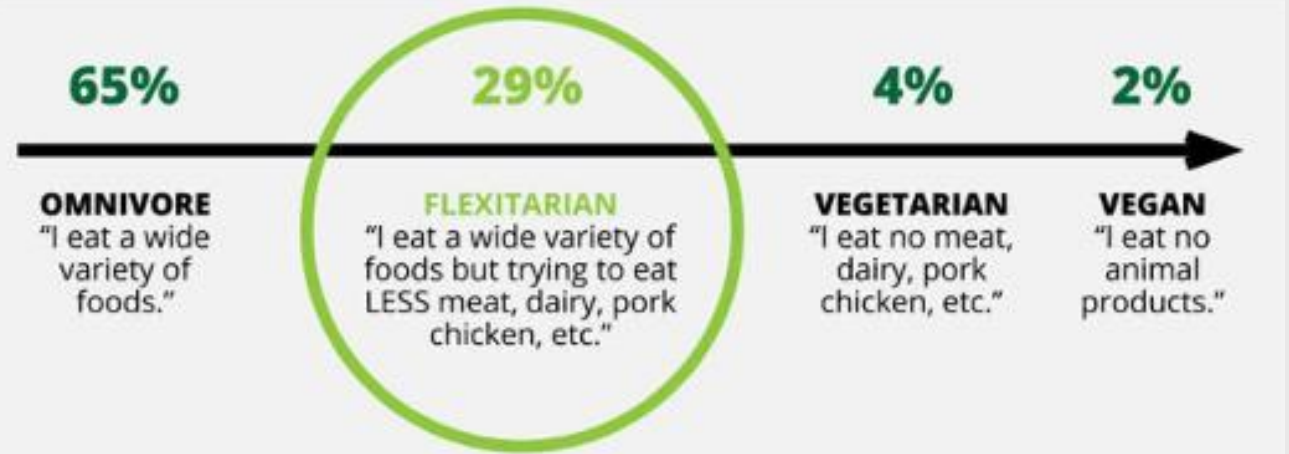 65%
29%
4%
2%
OMNIVORE
“I eat a wide
variety of
foods.”
FLEXITARIAN
“I eat a wide variety of
foods but trying to eat
LESS meat, dairy, pork
chicken, etc.”
VEGETARIAN
“I eat no meat,
dairy, pork
chicken, etc.”
VEGAN
“I eat no
animal
products.”